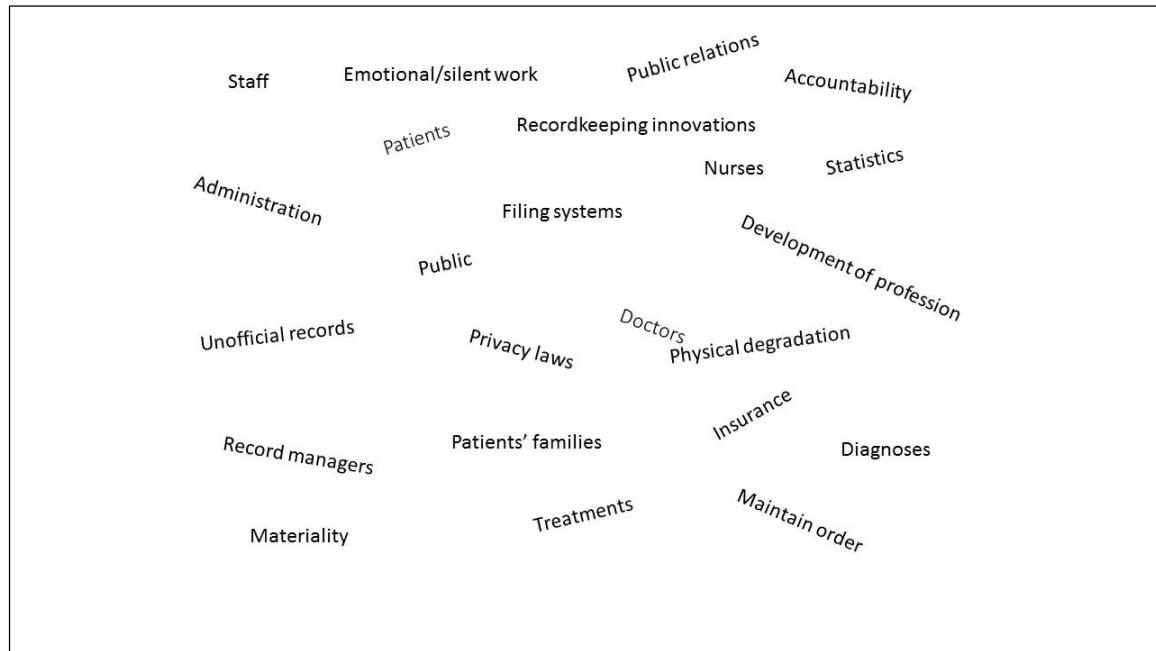 Staff
Emotional/silent work
Public relations
Accountability
Patients
Recordkeeping innovations
Nurses
Statistics
Administration
Filing systems
Development of profession
Public
Unofficial records
Privacy laws
Doctors
Physical degradation
Insurance
Record managers
Patients’ families
Diagnoses
Materiality
Treatments
Maintain order